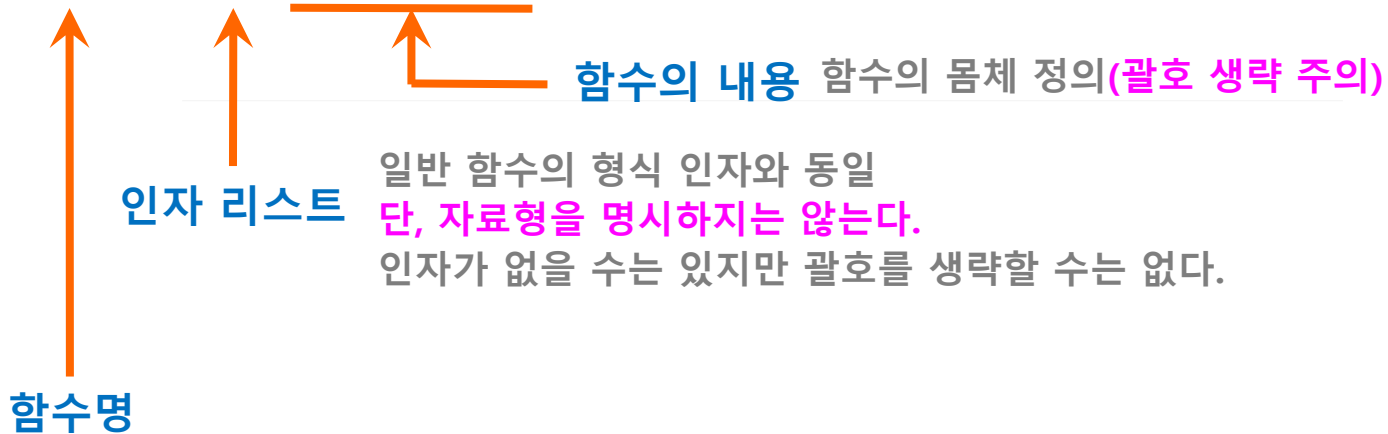 함수의 내용 함수의 몸체 정의(괄호 생략 주의)
일반 함수의 형식 인자와 동일
인자 리스트 단, 자료형을 명시하지는 않는다.
인자가 없을 수는 있지만 괄호를 생략할 수는 없다.
함수명